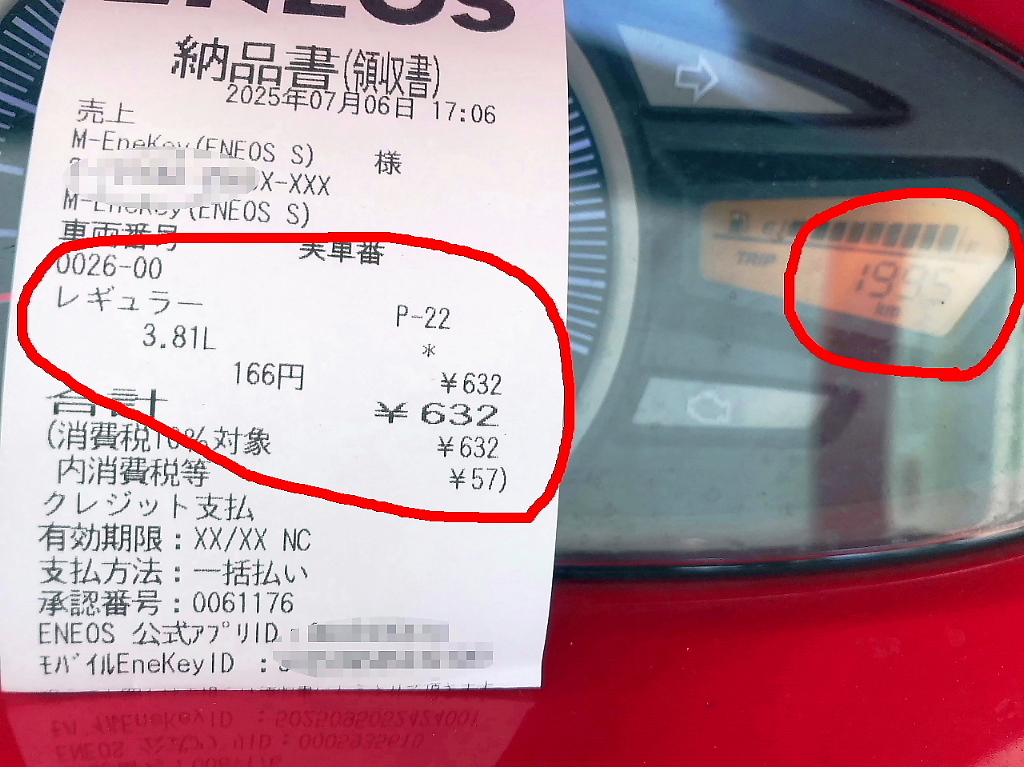 ENEOS
納品書(領収書)
2025年07月06日 17:06
売上
M-EneKey(ENEOS S) 様
X-XXX
M-EneKey(ENEOS S)
車両番号 実車番
0026-00
レギュラー P-22
3.81L *
166円 ¥632
合計 ¥632
(消費税10%対象 ¥632
内消費税等 ¥57)
クレジット支払
有効期限:XX/XX NC
支払方法:一括払い
承認番号:0061176
ENEOS 公式アプリID:
モバイルEneKeyID :
TRIP
199.5
km